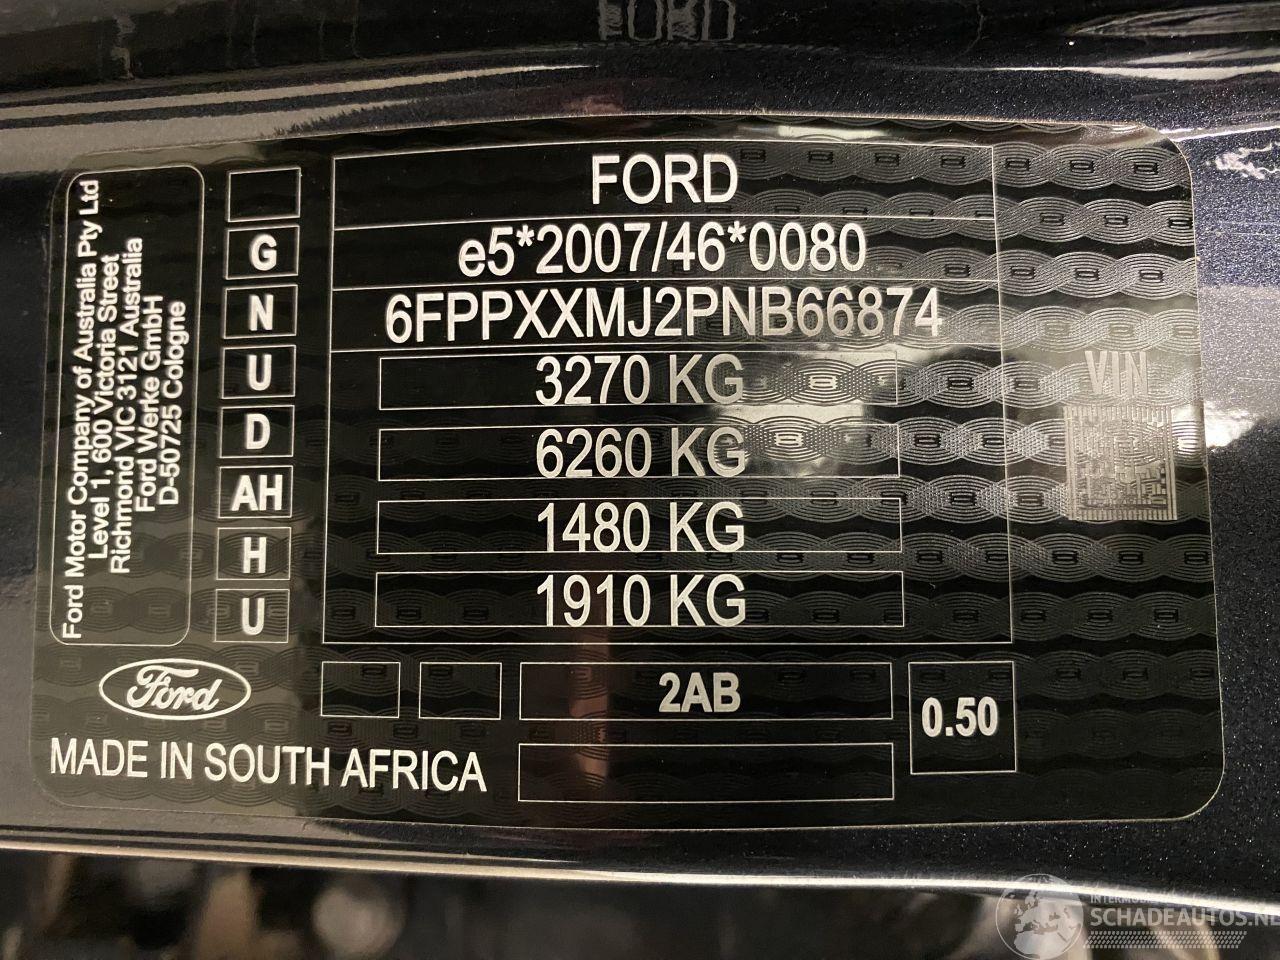 FORD
Ford Motor Company of Australia Pty Ltd
Level 1, 600 Victoria Street
Richmond VIC 3121 Australia
Ford Werke GmbH
D-50725 Cologne
G
N
U
D
AH
H
U
FORD
e5*2007/46*0080
6FPPXXMJ2PNB66874
3270 KG
6260 KG
1480 KG
1910 KG
VIN
Ford
2AB
0.50
MADE IN SOUTH AFRICA
SCHADEAUTOS.NE